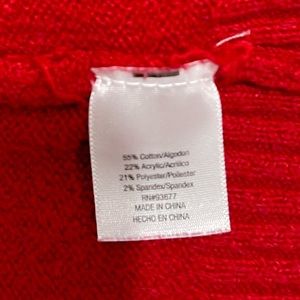 55% Cotton/Algodon
22% Acrylic/Acrilico
21% Polyester/Poliester
2% Spandex/Spandex
RN#93677
MADE IN CHINA
HECHO EN CHINA